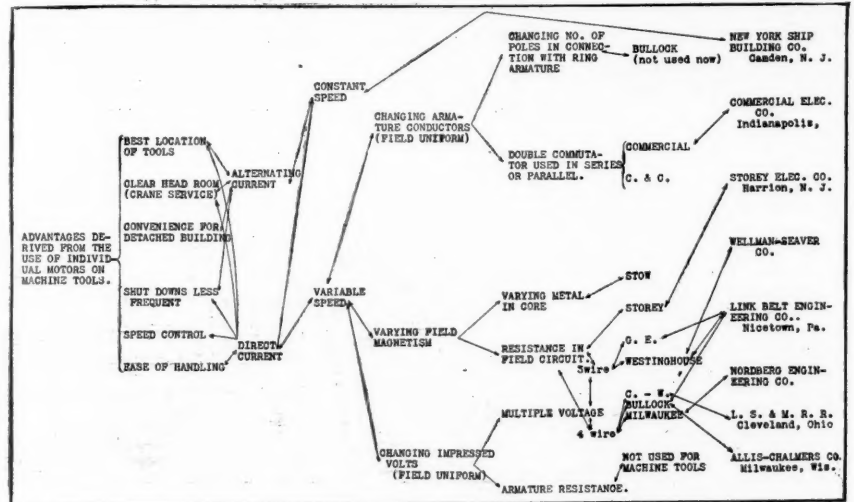 ADVANTAGES DE-
RIVED FROM THE
USE OF INDIVID-
UAL MOTORS ON
MACHINE TOOLS.
BEST LOCATION
OF TOOLS
CLEAR HEAD ROOM
(CRANE SERVICE)
CONVENIENCE FOR
DETACHED BUILDING
SHUT DOWNS LESS
FREQUENT
SPEED CONTROL
EASE OF HANDLING
ALTERNATING
CURRENT
DIRECT
CURRENT
CONSTANT
SPEED
VARIABLE
SPEED
CHANGING ARMA-
TURE CONDUCTORS
(FIELD UNIFORM)
VARYING FIELD
MAGNETISM
CHANGING IMPRESSED
VOLTS
(FIELD UNIFORM)
CHANGING NO. OF
POLES IN CONNEC-
TION WITH RING
ARMATURE
DOUBLE COMMUTA-
TOR USED IN SERIES
OR PARALLEL.
VARYING METAL
IN CORE
RESISTANCE IN
FIELD CIRCUIT.
3wire
MULTIPLE VOLTAGE
4 wire
ARMATURE RESISTANCE.
BULLOCK
(not used now)
COMMERCIAL
C. & C.
STOW
STOREY
G. E.
WESTINGHOUSE
C. - W.
BULLOCK
MILWAUKEE
NOT USED FOR
MACHINE TOOLS
NEW YORK SHIP
BUILDING CO.
Camden, N. J.
COMMERCIAL ELEC.
CO.
Indianapolis,
STOREY ELEC. CO.
Harrion, N. J.
WELLMAN-SEAVER
CO.
LINK BELT ENGIN-
EERING CO..
Nicetown, Pa.
NORDBERG ENGIN-
EERING CO.
L. S. & M. R. R.
Cleveland, Ohio
ALLIS-CHALMERS CO.
Milwaukee, Wis.